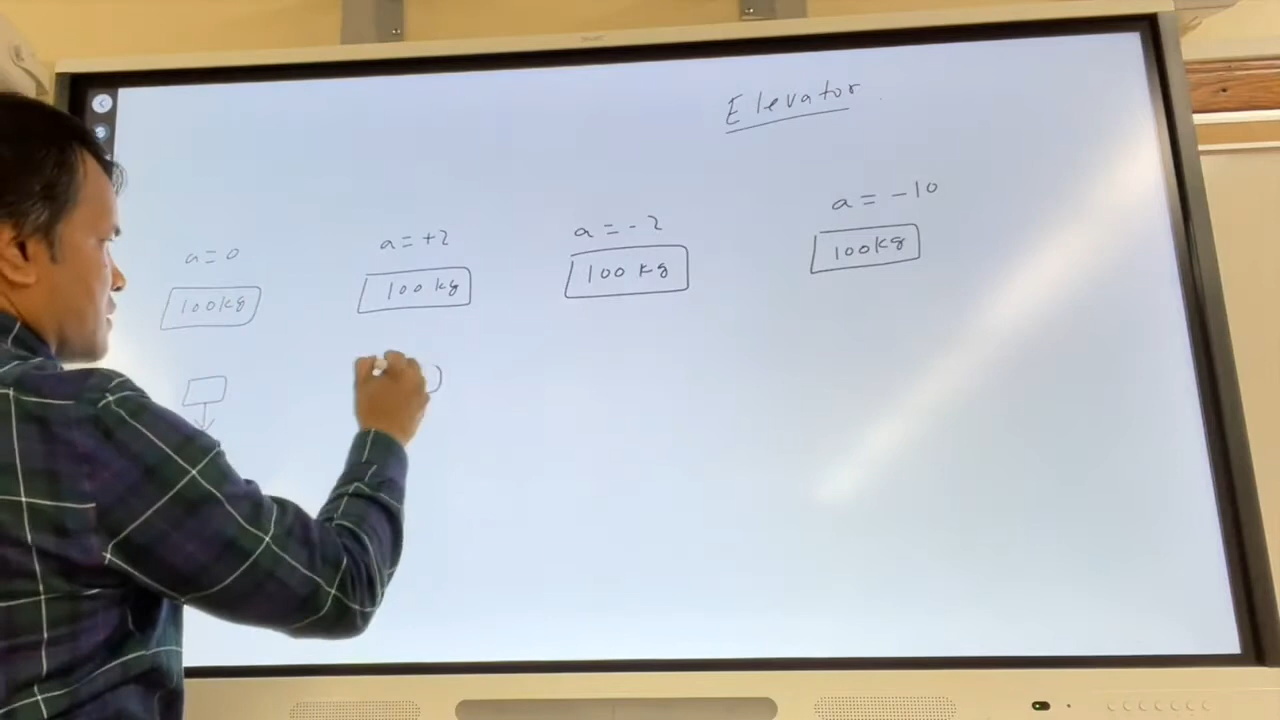 Elevator
a = 0
a = +2
a = -2
a = -10
100kg
100 kg
100 kg
100kg